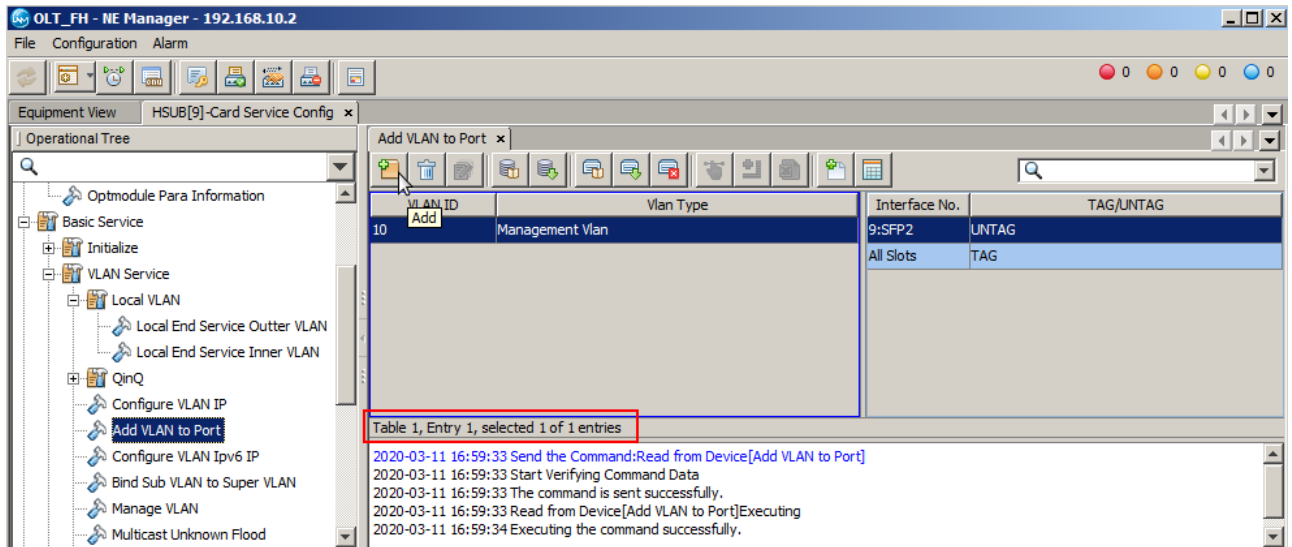 OLT_FH - NE Manager - 192.168.10.2
File Configuration Alarm
0 0 0 0
Equipment View HSUB[9]-Card Service Config
Operational Tree
Add VLAN to Port
Optmodule Para Information
Basic Service
Initialize
VLAN Service
Local VLAN
Local End Service Outter VLAN
Local End Service Inner VLAN
QinQ
Configure VLAN IP
Add VLAN to Port
Configure VLAN Ipv6 IP
Bind Sub VLAN to Super VLAN
Manage VLAN
Multicast Unknown Flood
VLAN ID Vlan Type
Add
10 Management Vlan
Interface No. TAG/UNTAG
9:SFP2 UNTAG
All Slots TAG
Table 1, Entry 1, selected 1 of 1 entries
2020-03-11 16:59:33 Send the Command:Read from Device[Add VLAN to Port]
2020-03-11 16:59:33 Start Verifying Command Data
2020-03-11 16:59:33 The command is sent successfully.
2020-03-11 16:59:33 Read from Device[Add VLAN to Port]Executing
2020-03-11 16:59:34 Executing the command successfully.